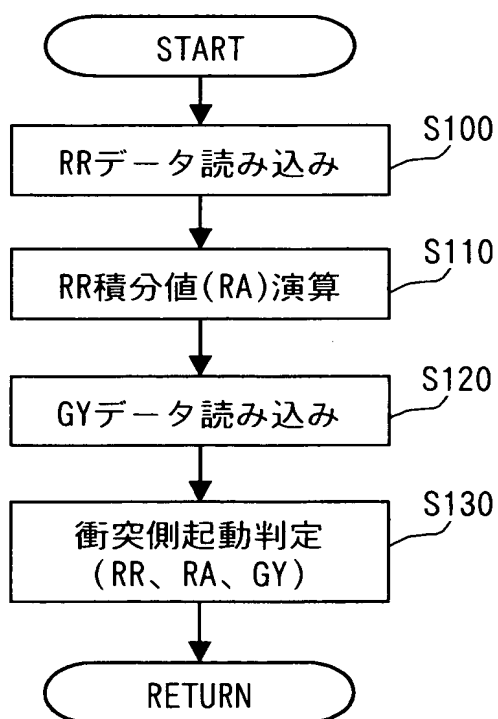 START
S100
RRデータ読み込み
S110
RR積分値(RA)演算
S120
GYデータ読み込み
S130
衝突側起動判定
(RR、RA、GY)
RETURN